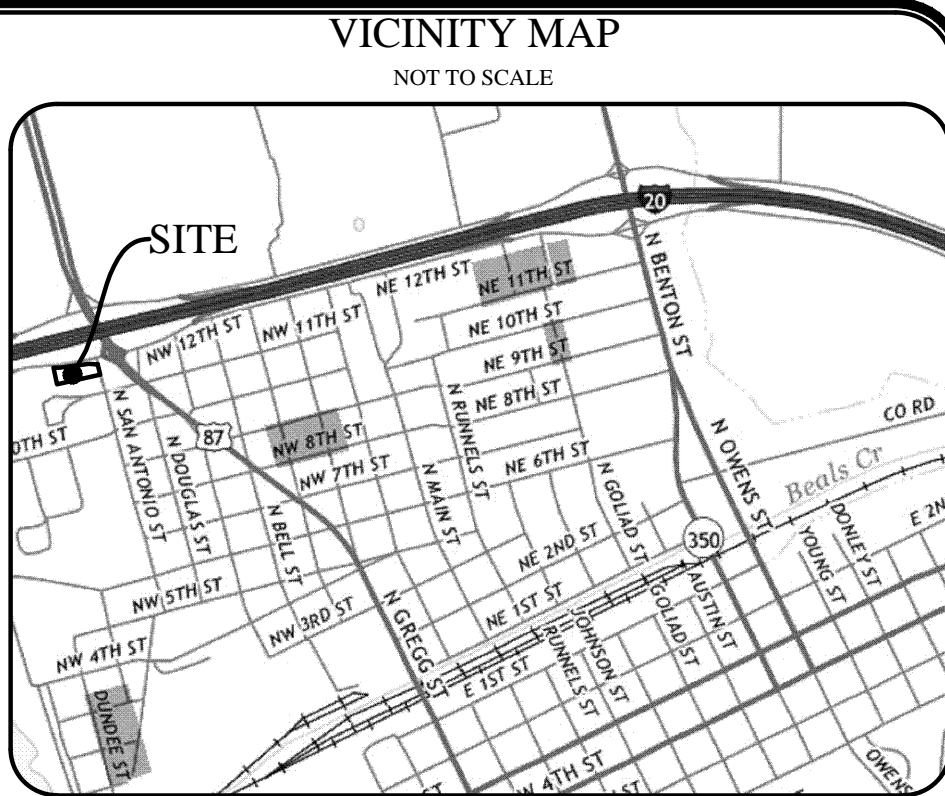 VICINITY MAP
NOT TO SCALE
SITE
20
NE 12TH ST
NE 11TH ST
N BENTON ST
NW 12TH ST
NW 11TH ST
NE 10TH ST
NE 9TH ST
NE 8TH ST
N RUNNELS ST
N SAN ANTONIO ST
N DOUGLAS ST
87
0TH ST
NW 8TH ST
NW 7TH ST
NE 6TH ST
N MAIN ST
N GOLIAD ST
N OWENS ST
CO RD
Beals Cr
N BELL ST
NE 2ND ST
350
DONLEY ST
YOUNG ST
E 2N
NW 5TH ST
NW 3RD ST
NE 1ST ST
N GREGG ST
JOHNSON ST
RUNNELS ST
GOLIAD ST
AUSTIN ST
NW 4TH ST
E 1ST ST
DUNDEE ST
W 4TH ST
OWENS
ST
ST